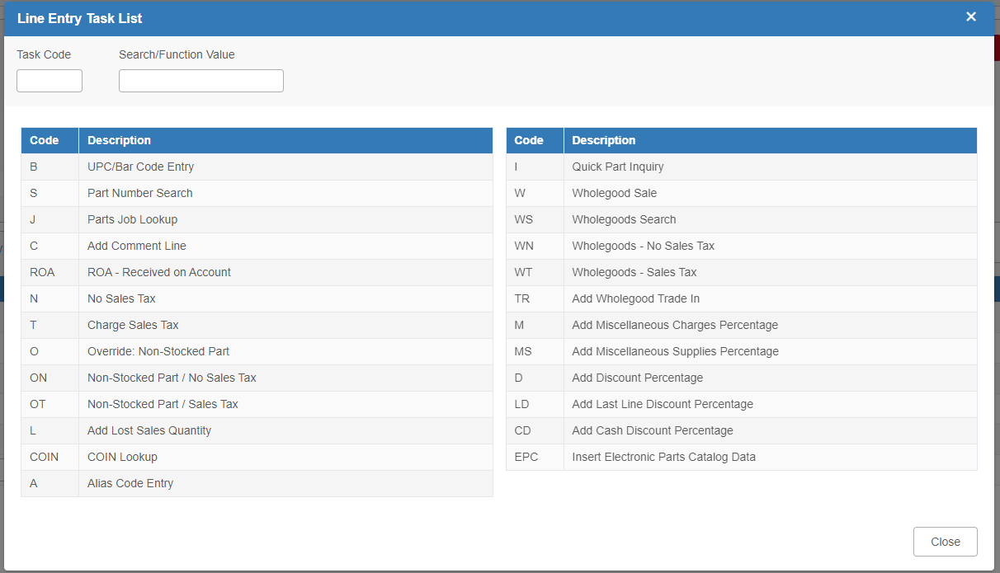 Line Entry Task List ×
Task Code Search/Function Value
Code Description
B UPC/Bar Code Entry
S Part Number Search
J Parts Job Lookup
C Add Comment Line
ROA ROA - Received on Account
N No Sales Tax
T Charge Sales Tax
O Override: Non-Stocked Part
ON Non-Stocked Part / No Sales Tax
OT Non-Stocked Part / Sales Tax
L Add Lost Sales Quantity
COIN COIN Lookup
A Alias Code Entry
Code Description
I Quick Part Inquiry
W Wholegood Sale
WS Wholegoods Search
WN Wholegoods - No Sales Tax
WT Wholegoods - Sales Tax
TR Add Wholegood Trade In
M Add Miscellaneous Charges Percentage
MS Add Miscellaneous Supplies Percentage
D Add Discount Percentage
LD Add Last Line Discount Percentage
CD Add Cash Discount Percentage
EPC Insert Electronic Parts Catalog Data
Close